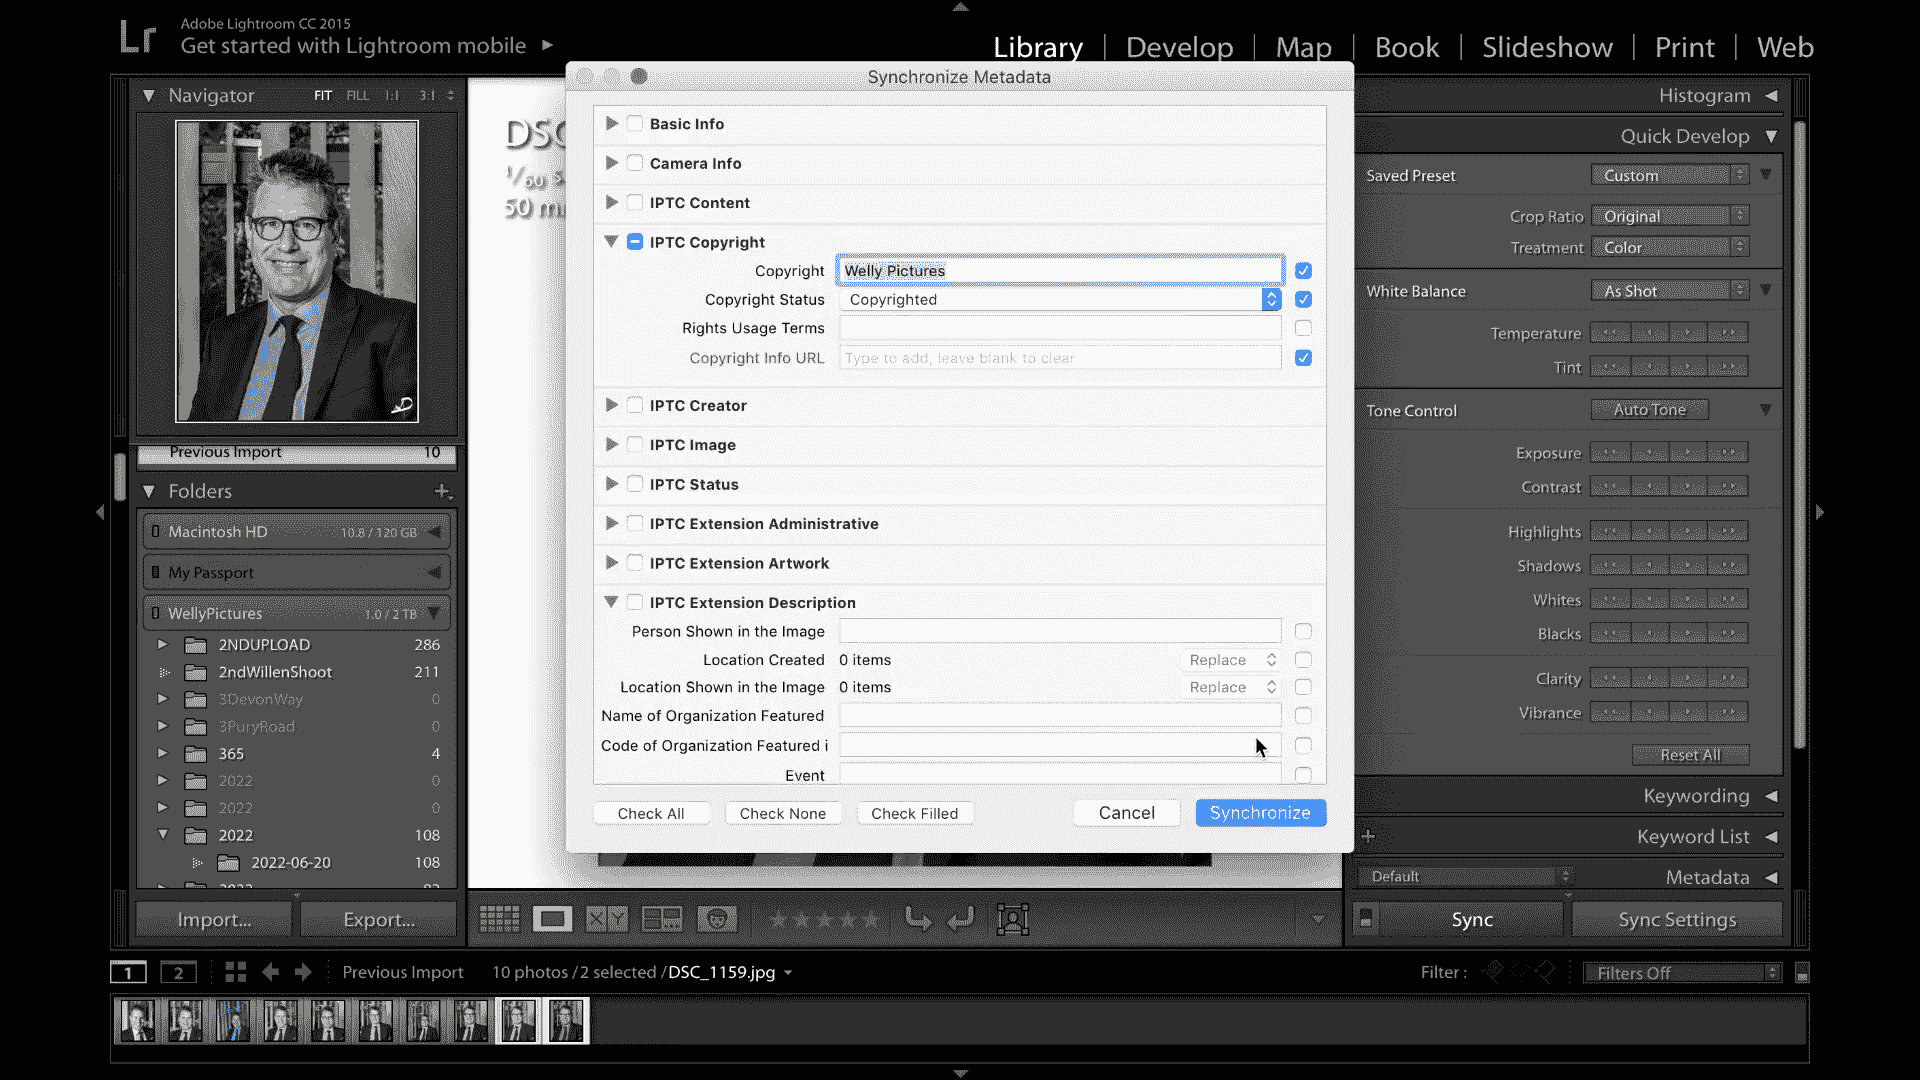 Adobe Lightroom CC 2015
Get started with Lightroom mobile
Library Develop Map Book Slideshow Print Web
Navigator FIT FILL 1:1 3:1
Previous Import 10
Folders
Macintosh HD 10.8 / 120 GB
My Passport
WellyPictures 1.0 / 2 TB
2NDUPLOAD 286
2ndWillenShoot 211
3DevonWay 0
3PuryRoad 0
365 4
2022 0
2022 0
2022 108
2022-06-20 108
Import... Export...
DSC
1/60 s
50 m
Synchronize Metadata
Basic Info
Camera Info
IPTC Content
IPTC Copyright
Copyright Welly Pictures
Copyright Status Copyrighted
Rights Usage Terms
Copyright Info URL Type to add, leave blank to clear
IPTC Creator
IPTC Image
IPTC Status
IPTC Extension Administrative
IPTC Extension Artwork
IPTC Extension Description
Person Shown in the Image
Location Created 0 items Replace
Location Shown in the Image 0 items Replace
Name of Organization Featured
Code of Organization Featured i
Event
Check All Check None Check Filled Cancel Synchronize
Histogram
Quick Develop
Saved Preset Custom
Crop Ratio Original
Treatment Color
White Balance As Shot
Temperature
Tint
Tone Control Auto Tone
Exposure
Contrast
Highlights
Shadows
Whites
Blacks
Clarity
Vibrance
Reset All
Keywording
Keyword List
Default Metadata
Sync Sync Settings
XY
1 2 Previous Import 10 photos / 2 selected / DSC_1159.jpg Filter : Filters Off